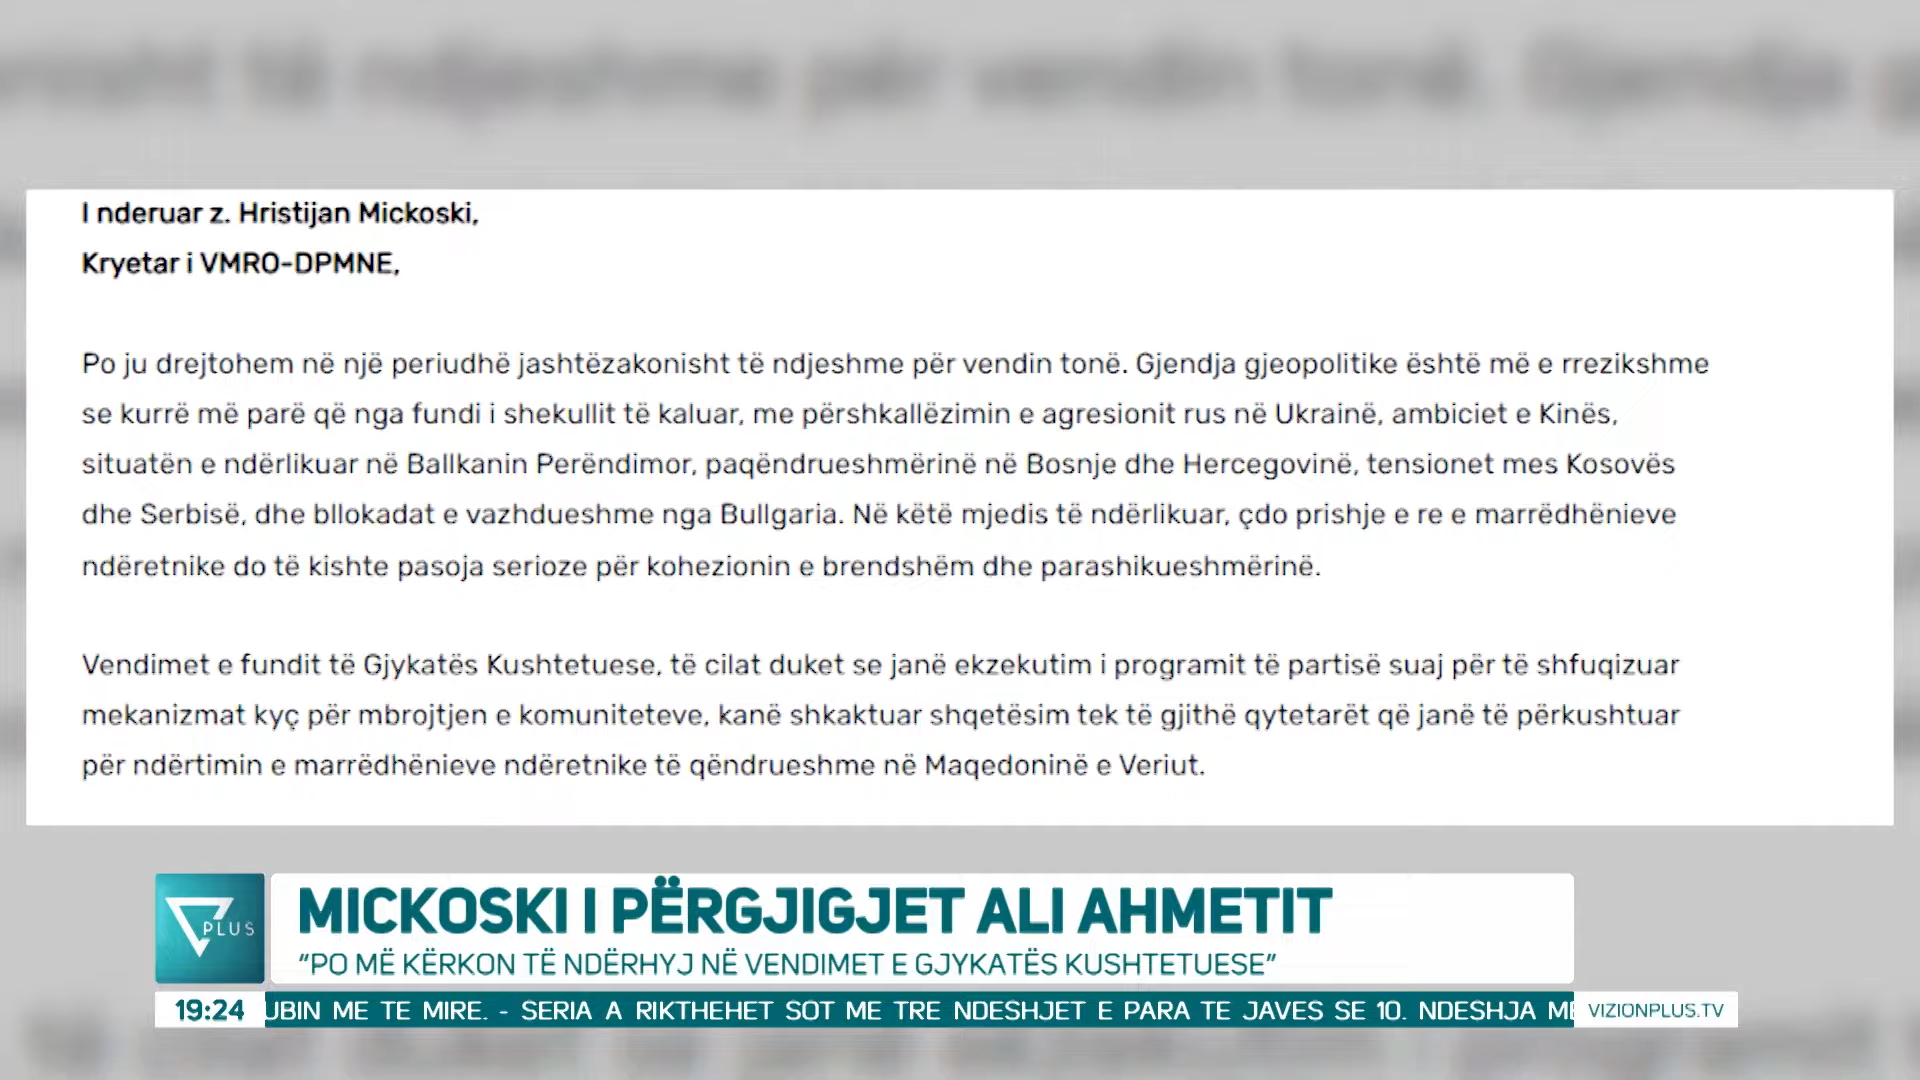 jashtëzakonisht të ndjeshme për vendin tonë. Gjendja
I nderuar z. Hristijan Mickoski,
Kryetar i VMRO-DPMNE,
Po ju drejtohem në një periudhë jashtëzakonisht të ndjeshme për vendin tonë. Gjendja gjeopolitike është më e rrezikshme
se kurrë më parë që nga fundi i shekullit të kaluar, me përshkallëzimin e agresionit rus në Ukrainë, ambiciet e Kinës,
situatën e ndërlikuar në Ballkanin Perëndimor, paqëndrueshmërinë në Bosnje dhe Hercegovinë, tensionet mes Kosovës
dhe Serbisë, dhe bllokadat e vazhdueshme nga Bullgaria. Në këtë mjedis të ndërlikuar, çdo prishje e re e marrëdhënieve
ndëretnike do të kishte pasoja serioze për kohezionin e brendshëm dhe parashikueshmërinë.
Vendimet e fundit të Gjykatës Kushtetuese, të cilat duket se janë ekzekutim i programit të partisë suaj për të shfuqizuar
mekanizmat kyç për mbrojtjen e komuniteteve, kanë shkaktuar shqetësim tek të gjithë qytetarët që janë të përkushtuar
për ndërtimin e marrëdhënieve ndëretnike të qëndrueshme në Maqedoninë e Veriut.
PLUS
MICKOSKI I PËRGJIGJET ALI AHMETIT
"PO MË KËRKON TË NDËRHYJ NË VENDIMET E GJYKATËS KUSHTETUESE"
19:24 UBIN ME TE MIRE. - SERIA A RIKTHEHET SOT ME TRE NDESHJET E PARA TE JAVES SE 10. NDESHJA ME VIZIONPLUS.TV